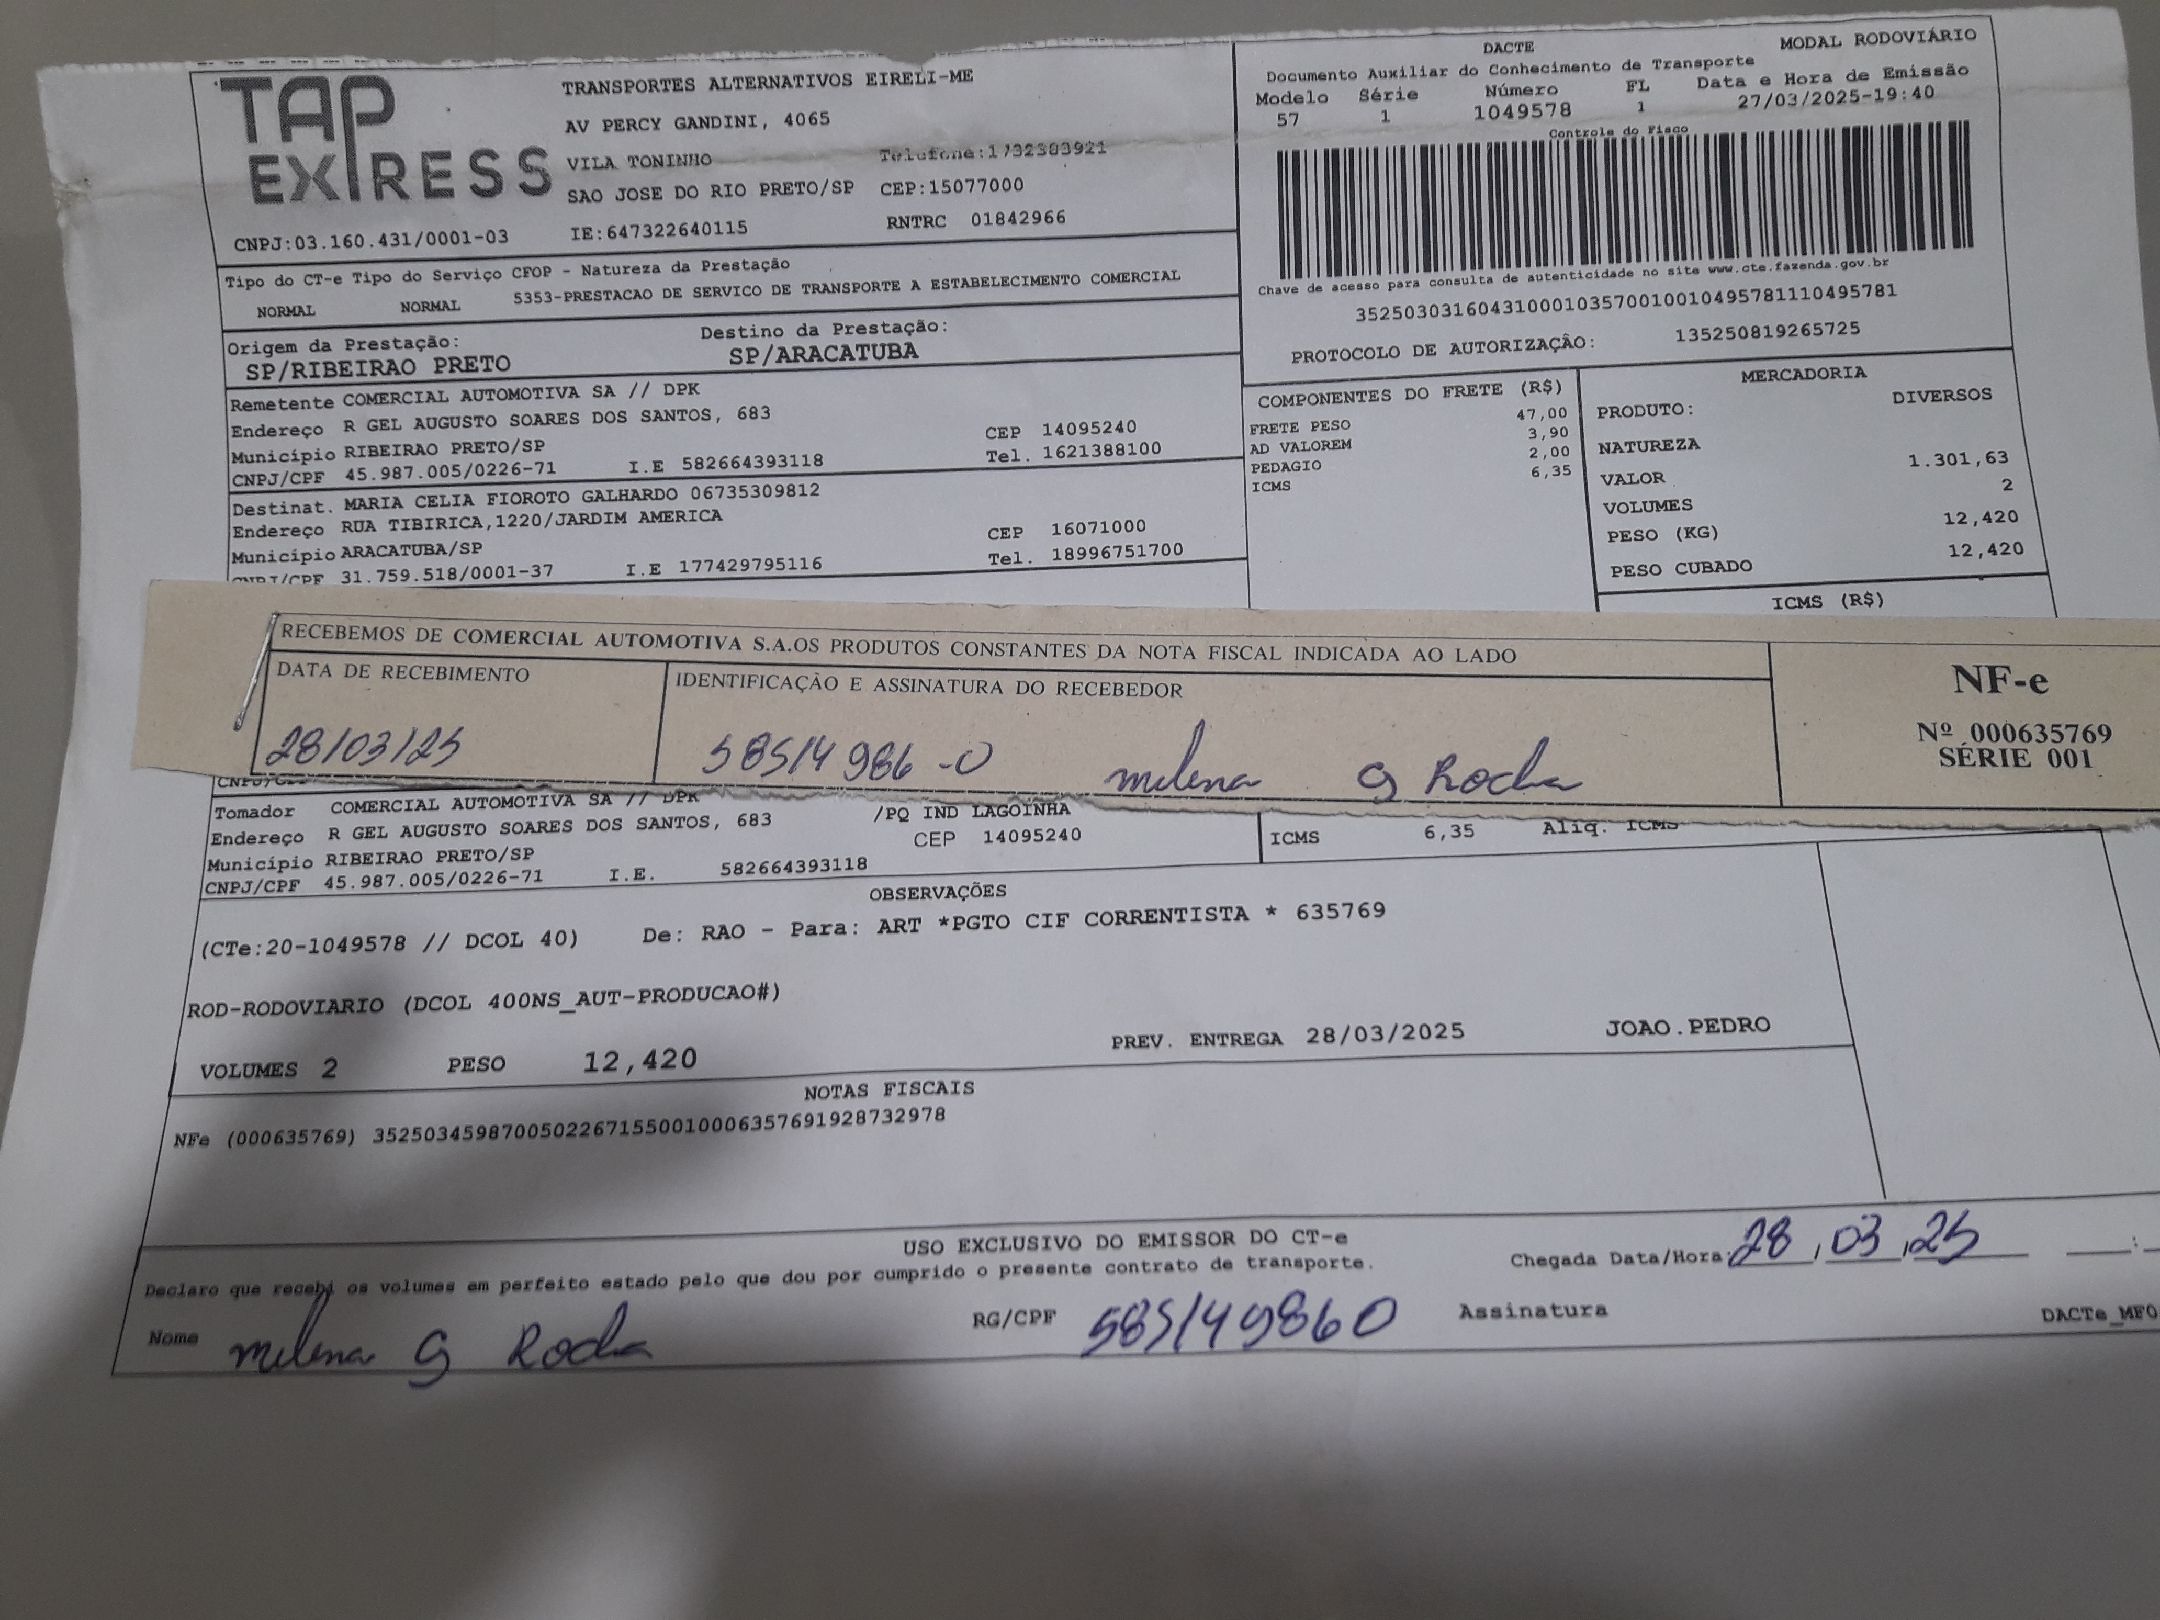 TAP EXPRESS
TRANSPORTES ALTERNATIVOS EIRELI-ME
AV PERCY GANDINI, 4065
VILA TONINHO Telefone:1732303921
SAO JOSE DO RIO PRETO/SP CEP:15077000
CNPJ:03.160.431/0001-03 IE:647322640115 RNTRC 01842966
DACTE MODAL RODOVIÁRIO
Documento Auxiliar do Conhecimento de Transporte
Modelo Série Número FL Data e Hora de Emissão
57 1 1049578 1 27/03/2025-19:40
Controle do Fisco
Chave de acesso para consulta de autenticidade no site www.cte.fazenda.gov.br
35250303160431000103570010010495781110495781
PROTOCOLO DE AUTORIZAÇÃO: 135250819265725
Tipo do CT-e Tipo do Serviço CFOP - Natureza da Prestação
NORMAL NORMAL 5353-PRESTACAO DE SERVICO DE TRANSPORTE A ESTABELECIMENTO COMERCIAL
Origem da Prestação: Destino da Prestação:
SP/RIBEIRAO PRETO SP/ARACATUBA
Remetente COMERCIAL AUTOMOTIVA SA // DPK
Endereço R GEL AUGUSTO SOARES DOS SANTOS, 683
Município RIBEIRAO PRETO/SP CEP 14095240
CNPJ/CPF 45.987.005/0226-71 I.E 582664393118 Tel. 1621388100
Destinat. MARIA CELIA FIOROTO GALHARDO 06735309812
Endereço RUA TIBIRICA,1220/JARDIM AMERICA
Município ARACATUBA/SP CEP 16071000
CNPJ/CPF 31.759.518/0001-37 I.E 177429795116 Tel. 18996751700
COMPONENTES DO FRETE (R$)
FRETE PESO 47,00
AD VALOREM 3,90
PEDAGIO 2,00
ICMS 6,35
MERCADORIA
PRODUTO: DIVERSOS
NATUREZA
VALOR 1.301,63
VOLUMES 2
PESO (KG) 12,420
PESO CUBADO 12,420
ICMS (R$)
RECEBEMOS DE COMERCIAL AUTOMOTIVA S.A.OS PRODUTOS CONSTANTES DA NOTA FISCAL INDICADA AO LADO
DATA DE RECEBIMENTO IDENTIFICAÇÃO E ASSINATURA DO RECEBEDOR
28/03/25 58514986-0 milena G Rocha
NF-e
Nº 000635769
SÉRIE 001
CNPJ/CPF
Tomador COMERCIAL AUTOMOTIVA SA // DPK
Endereço R GEL AUGUSTO SOARES DOS SANTOS, 683 /PQ IND LAGOINHA
Município RIBEIRAO PRETO/SP CEP 14095240
CNPJ/CPF 45.987.005/0226-71 I.E. 582664393118
ICMS 6,35 Aliq. ICMS
OBSERVAÇÕES
(CTe:20-1049578 // DCOL 40) De: RAO - Para: ART *PGTO CIF CORRENTISTA * 635769
ROD-RODOVIARIO (DCOL 400NS_AUT-PRODUCAO#)
VOLUMES 2 PESO 12,420 PREV. ENTREGA 28/03/2025 JOAO.PEDRO
NOTAS FISCAIS
NFe (000635769) 35250345987005022671550010006357691928732978
USO EXCLUSIVO DO EMISSOR DO CT-e
Declaro que recebi os volumes em perfeito estado pelo que dou por cumprido o presente contrato de transporte.
Chegada Data/Hora 28/03/25 :
Nome milena G Rocha RG/CPF 585149860 Assinatura
DACTe_MF0